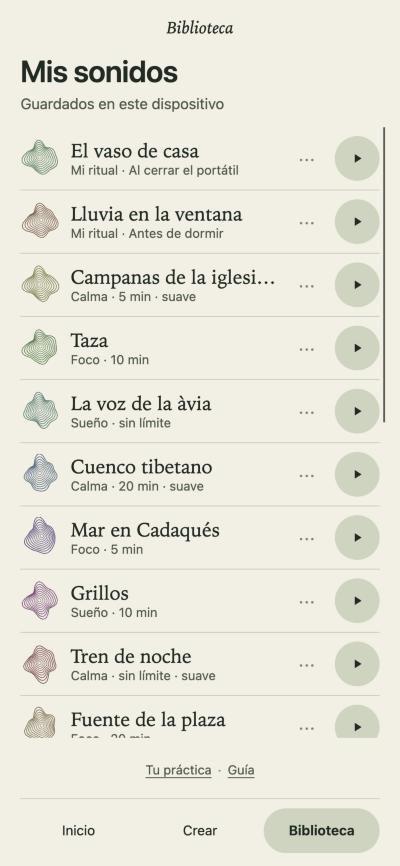 Biblioteca
Mis sonidos
Guardados en este dispositivo
El vaso de casa
Mi ritual · Al cerrar el portátil
Lluvia en la ventana
Mi ritual · Antes de dormir
Campanas de la iglesi…
Calma · 5 min · suave
Taza
Foco · 10 min
La voz de la àvia
Sueño · sin límite
Cuenco tibetano
Calma · 20 min · suave
Mar en Cadaqués
Foco · 5 min
Grillos
Sueño · 10 min
Tren de noche
Calma · sin límite · suave
Fuente de la plaza
Foco · 20 min
Tu práctica · Guía
Inicio
Crear
Biblioteca